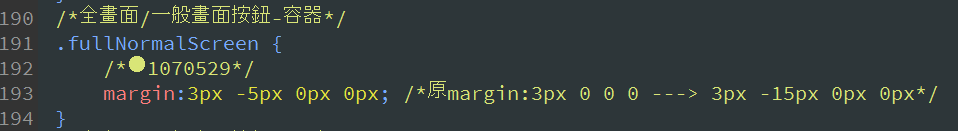 190 /*全畫面/一般畫面按鈕-容器*/
191 .fullNormalScreen {
192 /*●1070529*/
193 margin:3px -5px 0px 0px; /*原margin:3px 0 0 0 ---> 3px -15px 0px 0px*/
194 }